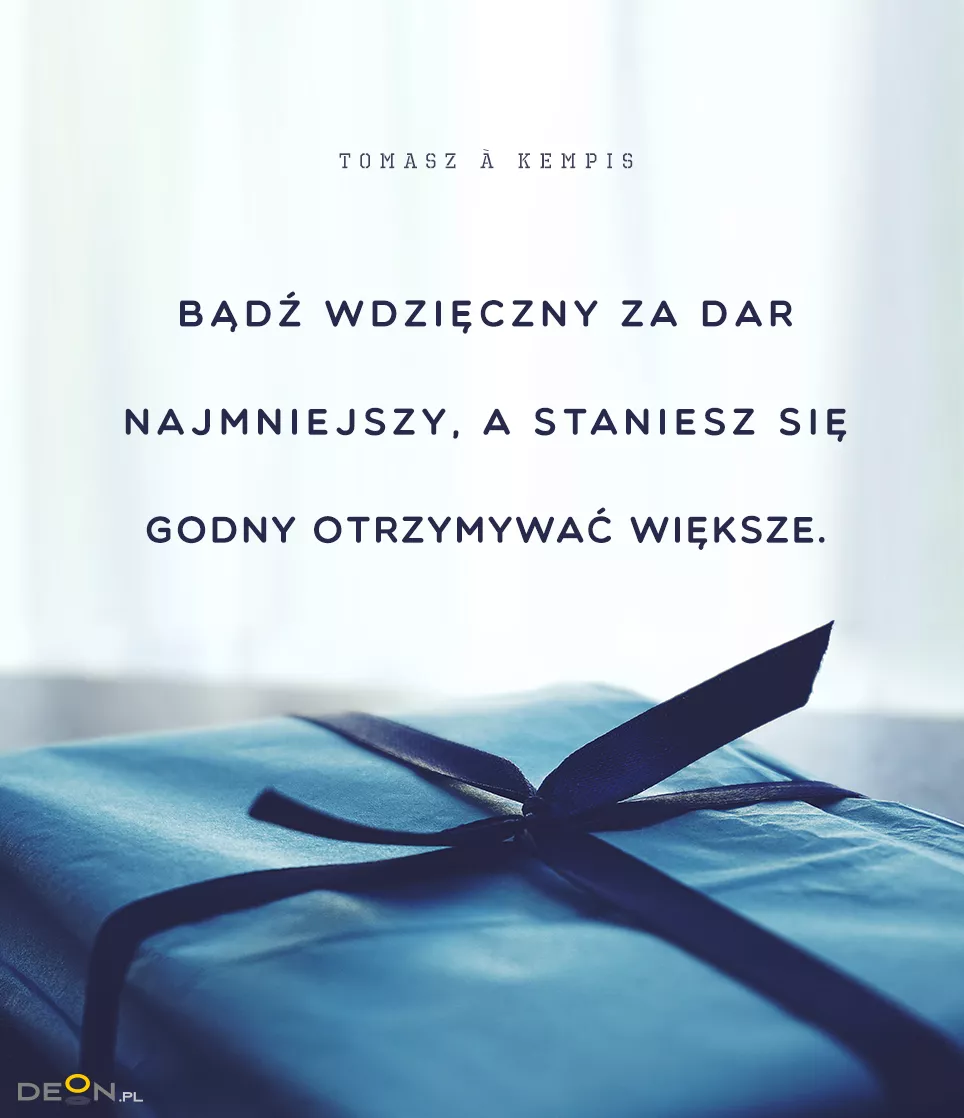 TOMASZ À KEMPIS
BĄDŹ WDZIĘCZNY ZA DAR
NAJMNIEJSZY, A STANIESZ SIĘ
GODNY OTRZYMYWAĆ WIĘKSZE.
DEON.PL